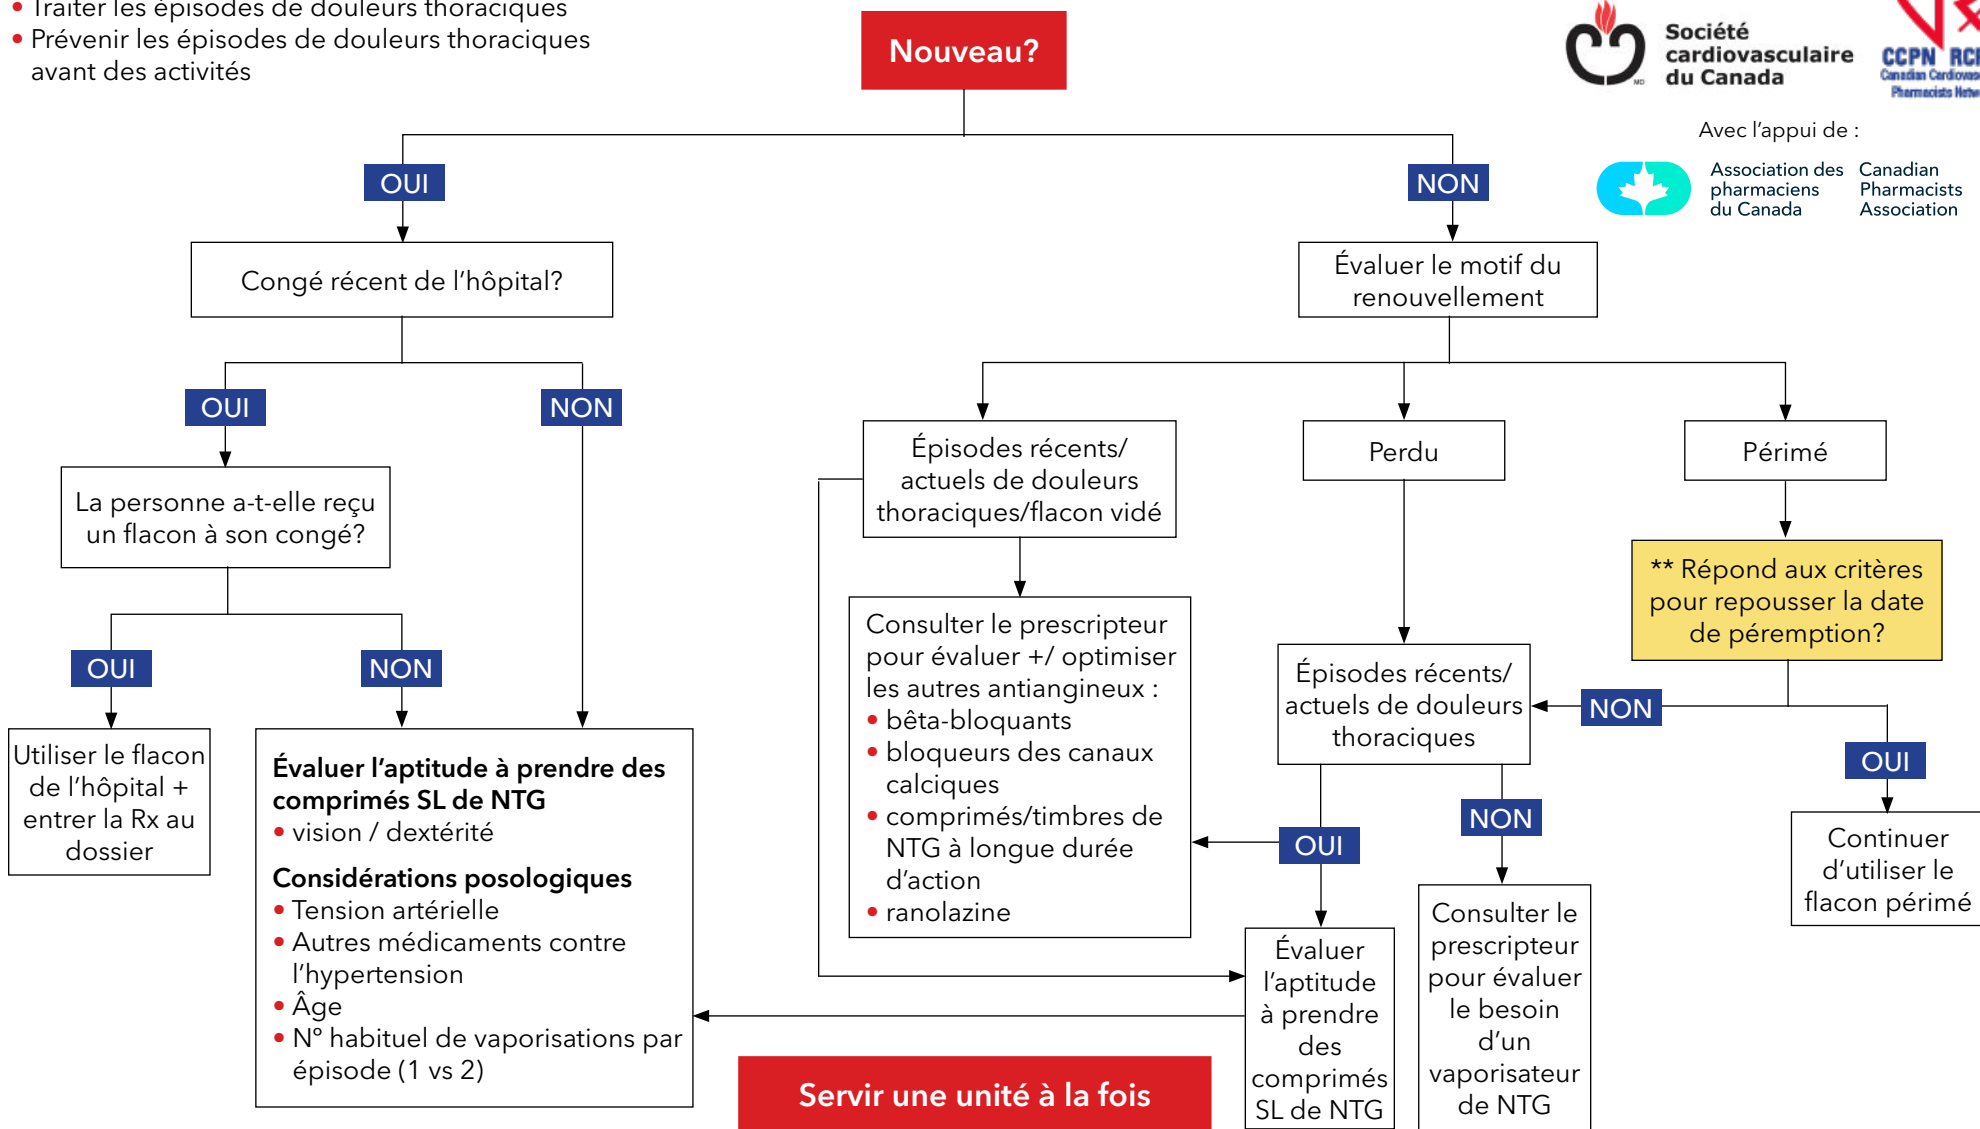 • Traiter les épisodes de douleurs thoraciques
• Prévenir les épisodes de douleurs thoraciques
avant des activités
Nouveau?
Société
cardiovasculaire
du Canada
MD
CCPN
Canadian
Pharmacists
Avec l'appui de :
Association des
pharmaciens
du Canada
Canadian
Pharmacists
Association
OUI
NON
Congé récent de l'hôpital?
Évaluer le motif du
renouvellement
OUI
NON
Épisodes récents/
actuels de douleurs
thoraciques/flacon vidé
Perdu
Périmé
La personne a-t-elle reçu
un flacon à son congé?
** Répond aux critères
pour repousser la date
de péremption?
OUI
NON
Consulter le prescripteur
pour évaluer +/ optimiser
les autres antiangineux :
• bêta-bloquants
• bloqueurs des canaux
calciques
• comprimés/timbres de
NTG à longue durée
d'action
• ranolazine
Épisodes récents/
actuels de douleurs
thoraciques
NON
OUI
Utiliser le flacon
de l'hôpital +
entrer la Rx au
dossier
Évaluer l'aptitude à prendre des
comprimés SL de NTG
• vision / dextérité
Considérations posologiques
• Tension artérielle
• Autres médicaments contre
l'hypertension
• Âge
• Nº habituel de vaporisations par
épisode (1 vs 2)
OUI
NON
Continuer
d'utiliser le
flacon périmé
Évaluer
l'aptitude
à prendre
des
comprimés
SL de NTG
Consulter le
prescripteur
pour évaluer
le besoin
d'un
vaporisateur
de NTG
Servir une unité à la fois